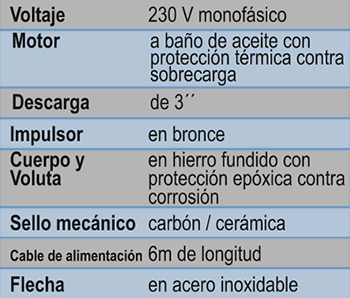 Voltaje 230 V monofásico
Motor a baño de aceite con
protección térmica contra
sobrecarga
Descarga de 3´´
Impulsor en bronce
Cuerpo y en hierro fundido con
Voluta protección epóxica contra
corrosión
Sello mecánico carbón / cerámica
Cable de alimentación 6m de longitud
Flecha en acero inoxidable